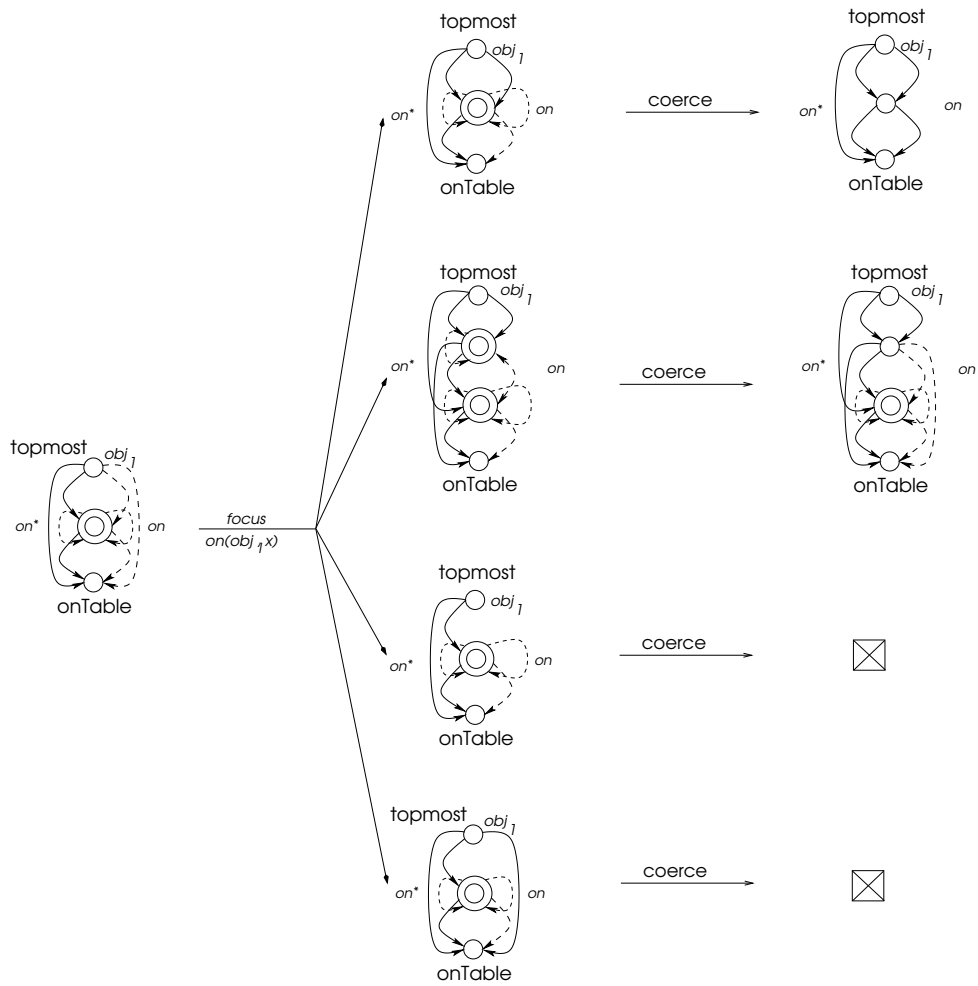 topmost
obj 1
on*
on
onTable
coerce
topmost
obj 1
on*
on
onTable
topmost
obj 1
on*
on
onTable
coerce
topmost
obj 1
on*
on
onTable
topmost
obj 1
on*
on
onTable
focus
on(obj 1,x)
topmost
obj 1
on*
on
onTable
coerce
topmost
obj 1
on*
on
onTable
coerce